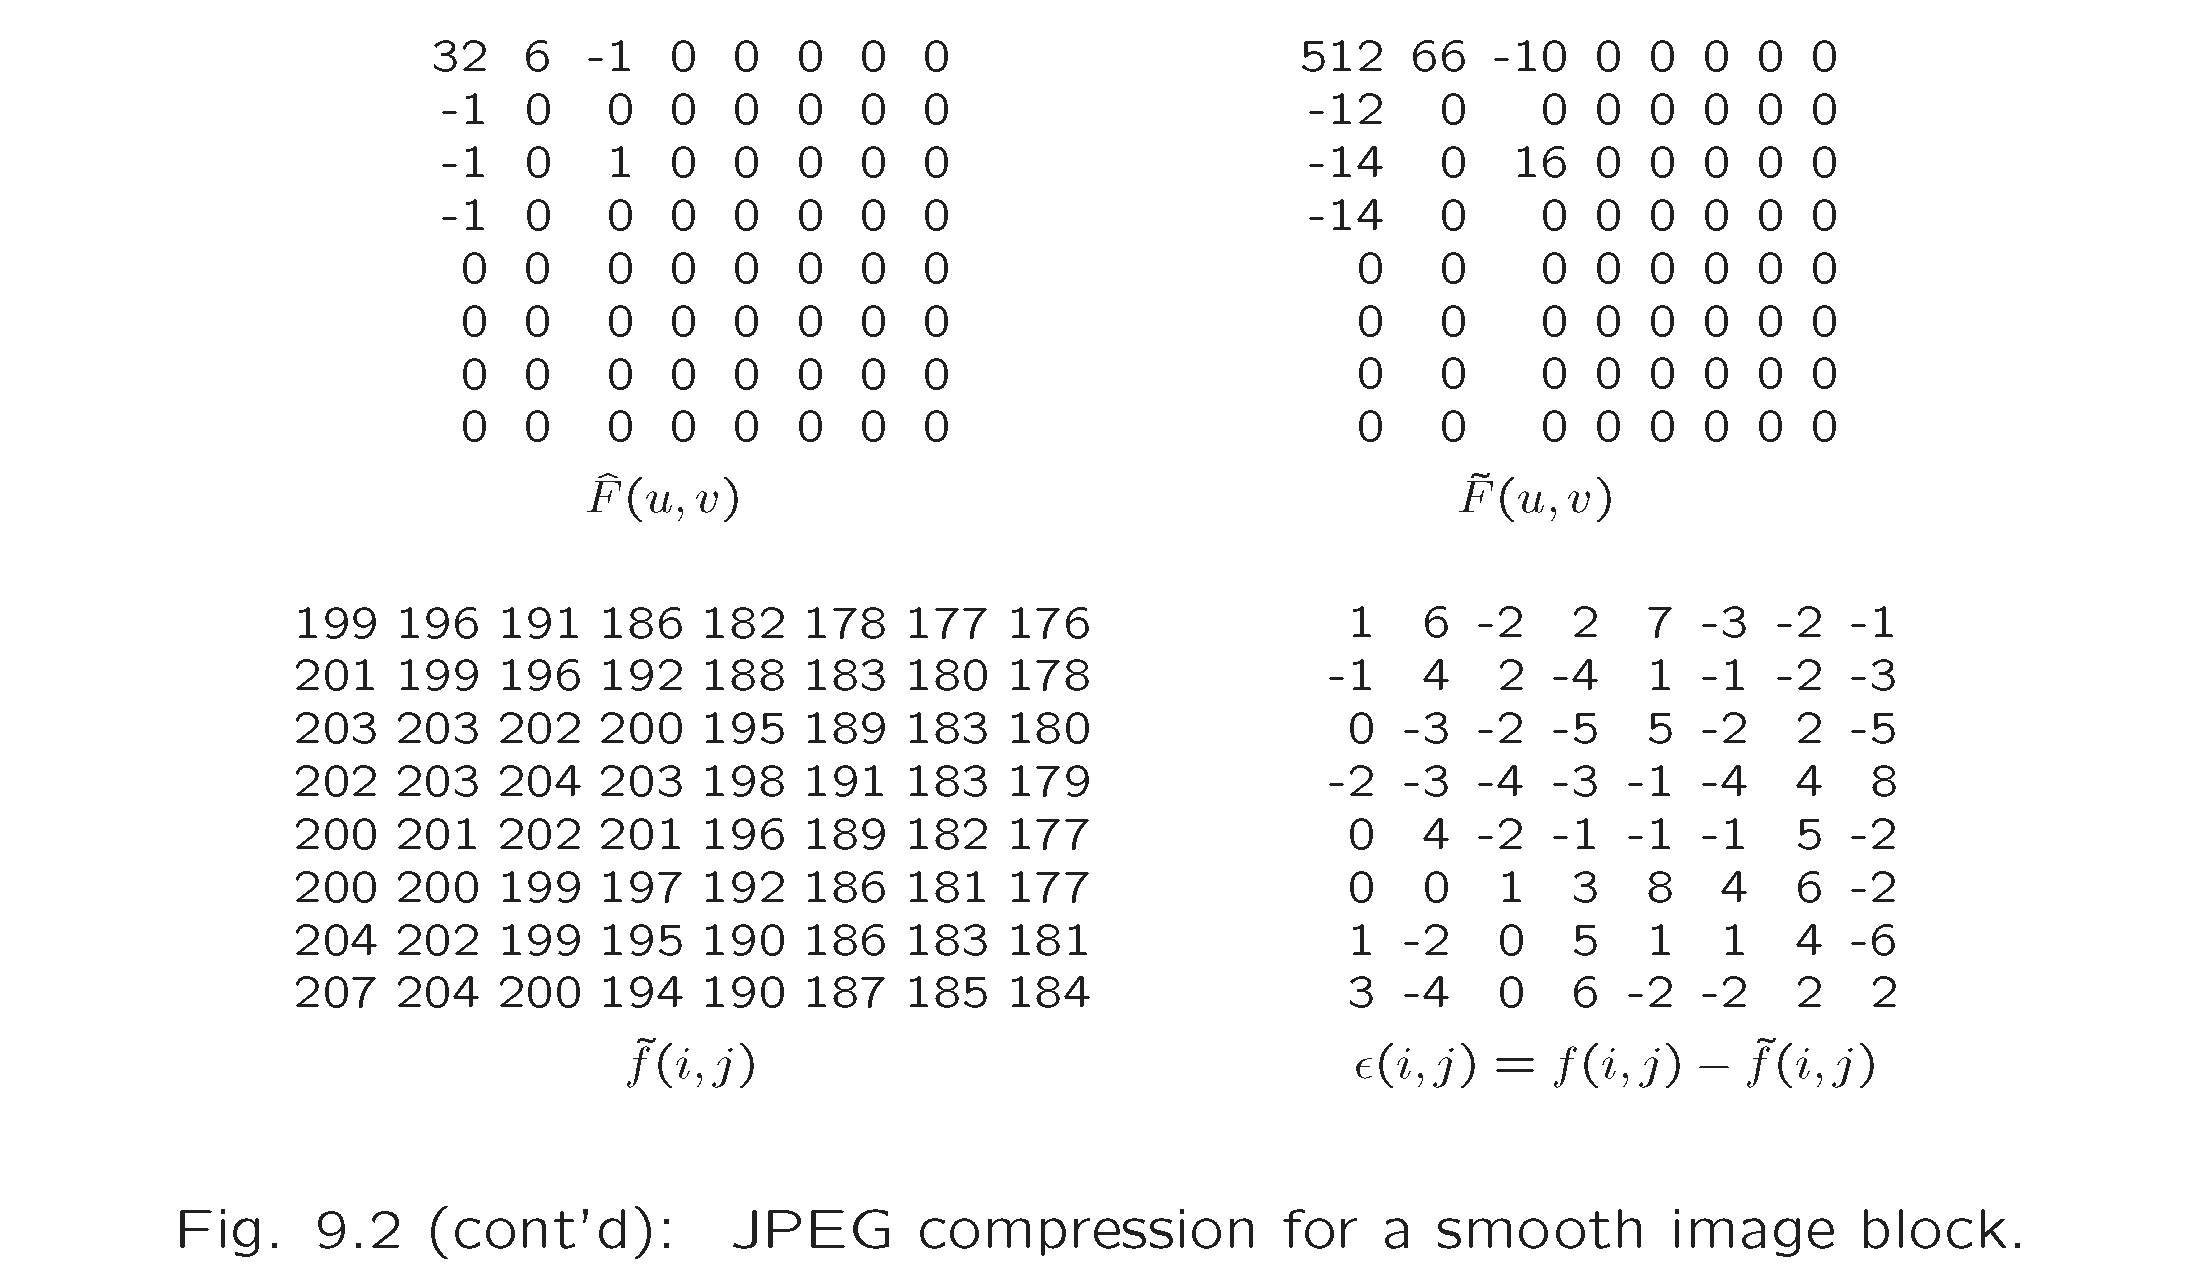 32 6 -1 0 0 0 0 0
-1 0 0 0 0 0 0 0
-1 0 1 0 0 0 0 0
-1 0 0 0 0 0 0 0
0 0 0 0 0 0 0 0
0 0 0 0 0 0 0 0
0 0 0 0 0 0 0 0
0 0 0 0 0 0 0 0
F̂(u, v)
512 66 -10 0 0 0 0 0
-12 0 0 0 0 0 0 0
-14 0 16 0 0 0 0 0
-14 0 0 0 0 0 0 0
0 0 0 0 0 0 0 0
0 0 0 0 0 0 0 0
0 0 0 0 0 0 0 0
0 0 0 0 0 0 0 0
F̃(u, v)
199 196 191 186 182 178 177 176
201 199 196 192 188 183 180 178
203 203 202 200 195 189 183 180
202 203 204 203 198 191 183 179
200 201 202 201 196 189 182 177
200 200 199 197 192 186 181 177
204 202 199 195 190 186 183 181
207 204 200 194 190 187 185 184
f̃(i, j)
1 6 -2 2 7 -3 -2 -1
-1 4 2 -4 1 -1 -2 -3
0 -3 -2 -5 5 -2 2 -5
-2 -3 -4 -3 -1 -4 4 8
0 4 -2 -1 -1 -1 5 -2
0 0 1 3 8 4 6 -2
1 -2 0 5 1 1 4 -6
3 -4 0 6 -2 -2 2 2
ϵ(i, j) = f(i, j) − f̃(i, j)
Fig. 9.2 (cont'd): JPEG compression for a smooth image block.